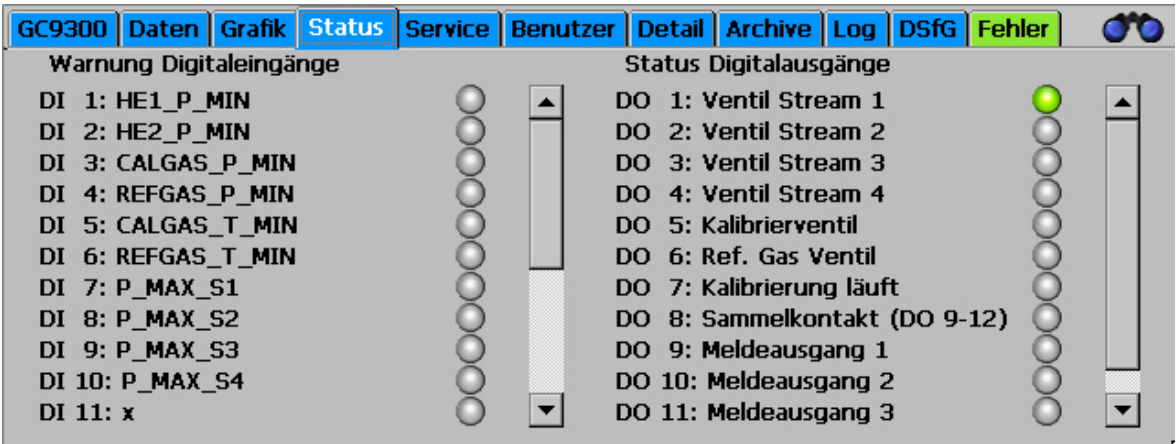 GC9300 Daten Grafik Status Service Benutzer Detail Archive Log DSfG Fehler
Warnung Digitaleingänge
DI 1: HE1_P_MIN
DI 2: HE2_P_MIN
DI 3: CALGAS_P_MIN
DI 4: REFGAS_P_MIN
DI 5: CALGAS_T_MIN
DI 6: REFGAS_T_MIN
DI 7: P_MAX_S1
DI 8: P_MAX_S2
DI 9: P_MAX_S3
DI 10: P_MAX_S4
DI 11: x
Status Digitalausgänge
DO 1: Ventil Stream 1
DO 2: Ventil Stream 2
DO 3: Ventil Stream 3
DO 4: Ventil Stream 4
DO 5: Kalibrierventil
DO 6: Ref. Gas Ventil
DO 7: Kalibrierung läuft
DO 8: Sammelkontakt (DO 9-12)
DO 9: Meldeausgang 1
DO 10: Meldeausgang 2
DO 11: Meldeausgang 3